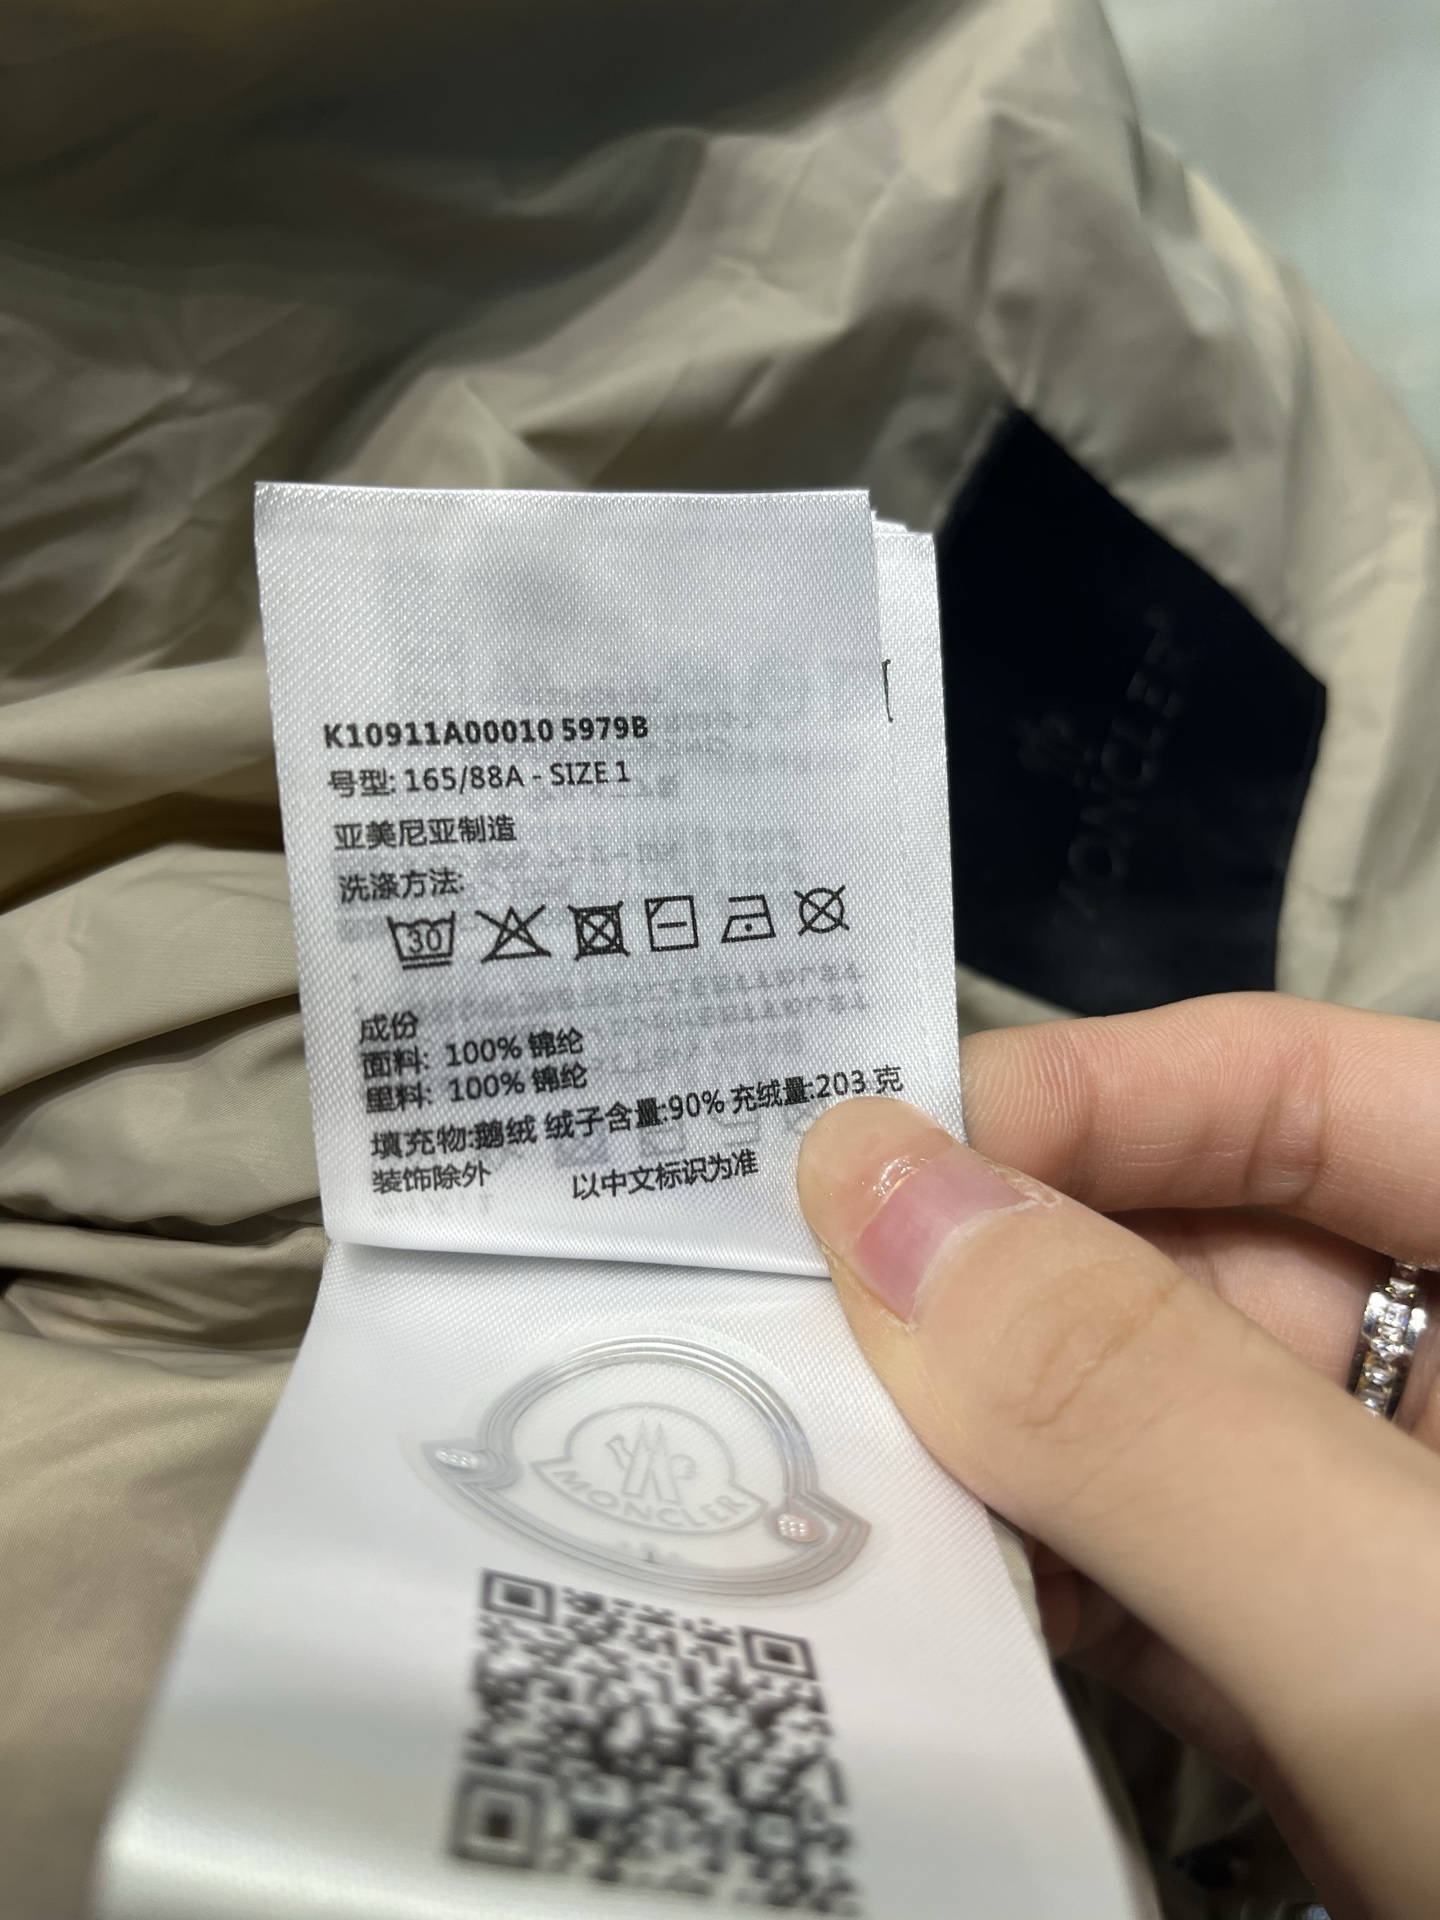 K10911A00010 5979B
号型: 165/88A - SIZE 1
亚美尼亚制造
洗涤方法:
30
成份
面料: 100% 锦纶
里料: 100% 锦纶
填充物:鹅绒 绒子含量:90% 充绒量:203 克
装饰除外 以中文标识为准
MONCLER
MONCLER